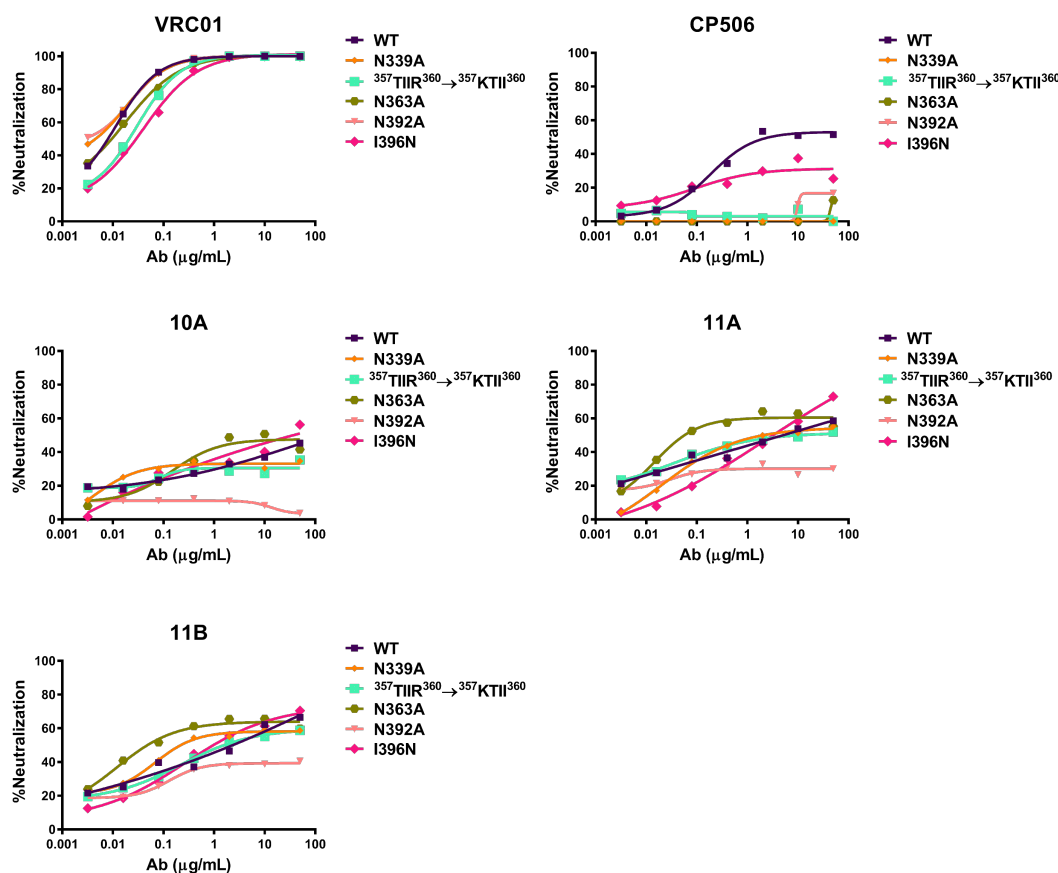 VRC01
%Neutralization
100
80
60
40
20
0
0.001 0.01 0.1 1 10 100
Ab (μg/mL)
WT
N339A
³⁵⁷TIIR³⁶⁰→³⁵⁷KTII³⁶⁰
N363A
N392A
I396N
CP506
%Neutralization
100
80
60
40
20
0
0.001 0.01 0.1 1 10 100
Ab (μg/mL)
WT
N339A
³⁵⁷TIIR³⁶⁰→³⁵⁷KTII³⁶⁰
N363A
N392A
I396N
10A
%Neutralization
100
80
60
40
20
0
0.001 0.01 0.1 1 10 100
Ab (μg/mL)
WT
N339A
³⁵⁷TIIR³⁶⁰→³⁵⁷KTII³⁶⁰
N363A
N392A
I396N
11A
%Neutralization
100
80
60
40
20
0
0.001 0.01 0.1 1 10 100
Ab (μg/mL)
WT
N339A
³⁵⁷TIIR³⁶⁰→³⁵⁷KTII³⁶⁰
N363A
N392A
I396N
11B
%Neutralization
100
80
60
40
20
0
0.001 0.01 0.1 1 10 100
Ab (μg/mL)
WT
N339A
³⁵⁷TIIR³⁶⁰→³⁵⁷KTII³⁶⁰
N363A
N392A
I396N